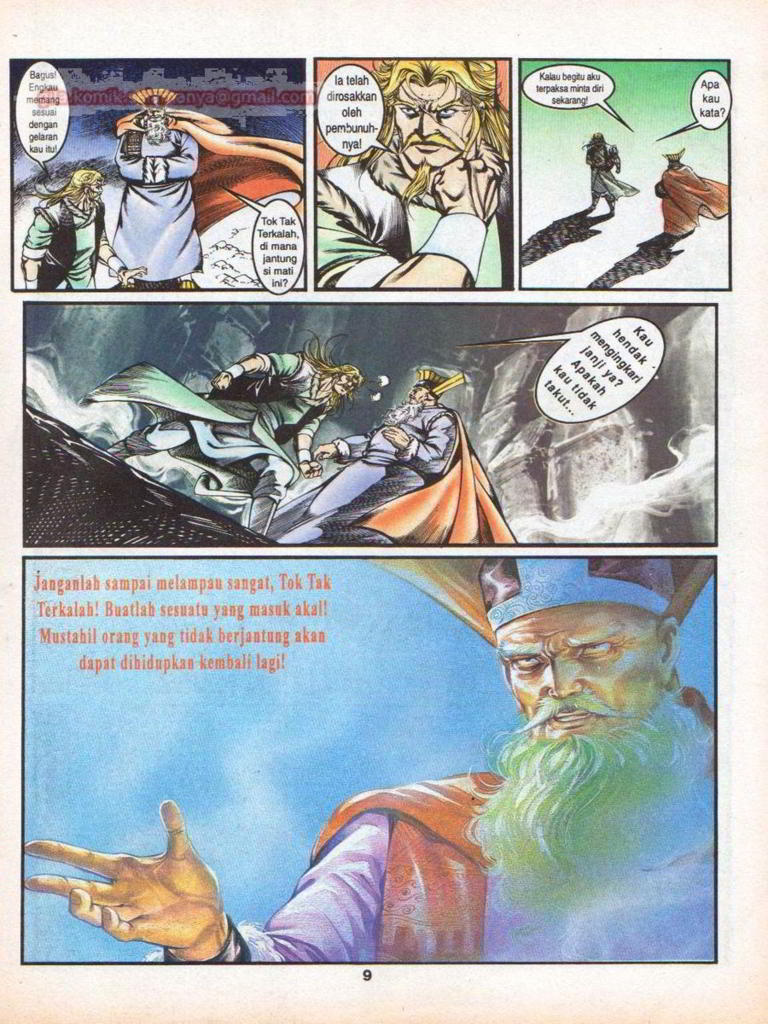 Bagus!
Engkau
memang
sesuai
dengan
gelaran
kau itu!
Tok Tak
Terkalah,
di mana
jantung
si mati
ini?
Ia telah
dirosakkan
oleh
pembunuh-
nya!
Kalau begitu aku
terpaksa minta diri
sekarang!
Apa
kau
kata?
Kau
hendak
mengingkari
janji ya?
Apakah
kau tidak
takut...
Janganlah sampai melampau sangat, Tok Tak
Terkalah! Buatlah sesuatu yang masuk akal!
Mustahil orang yang tidak berjantung akan
dapat dihidupkan kembali lagi!
9